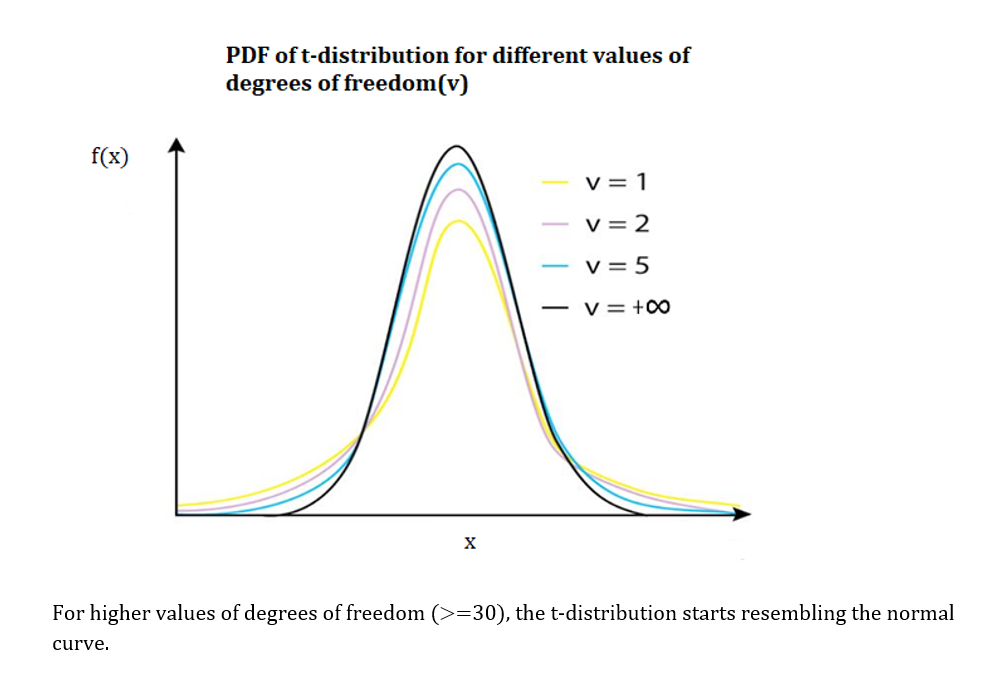 PDF of t-distribution for different values of
degrees of freedom(v)
f(x)
v = 1
v = 2
v = 5
v = +∞
x
For higher values of degrees of freedom (>=30), the t-distribution starts resembling the normal
curve.